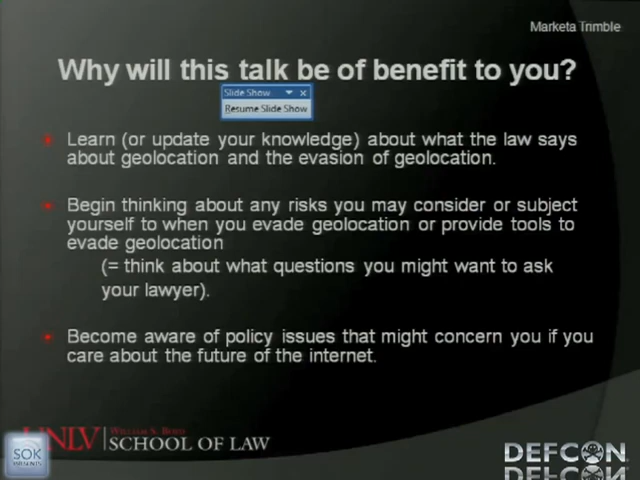 Marketa Trimble
Why will this talk be of benefit to you?
Slide Show
Resume Slide Show
Learn (or update your knowledge) about what the law says
about geolocation and the evasion of geolocation.
Begin thinking about any risks you may consider or subject
yourself to when you evade geolocation or provide tools to
evade geolocation
(= think about what questions you might want to ask
your lawyer).
Become aware of policy issues that might concern you if you
care about the future of the internet.
UNLV
WILLIAM S. BOYD
SCHOOL OF LAW
SOK
DEFCON